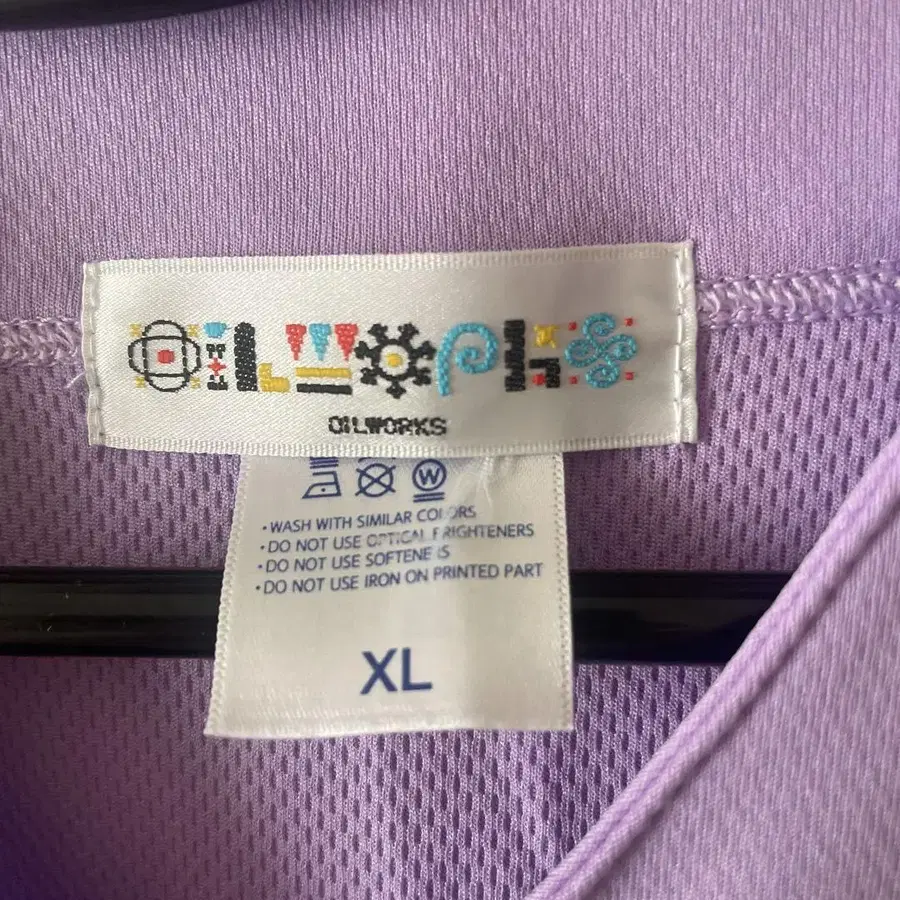 OILWORKS
OILWORKS
W
• WASH WITH SIMILAR COLORS
• DO NOT USE OPTICAL BRIGHTENERS
• DO NOT USE SOFTENERS
• DO NOT USE IRON ON PRINTED PART
XL